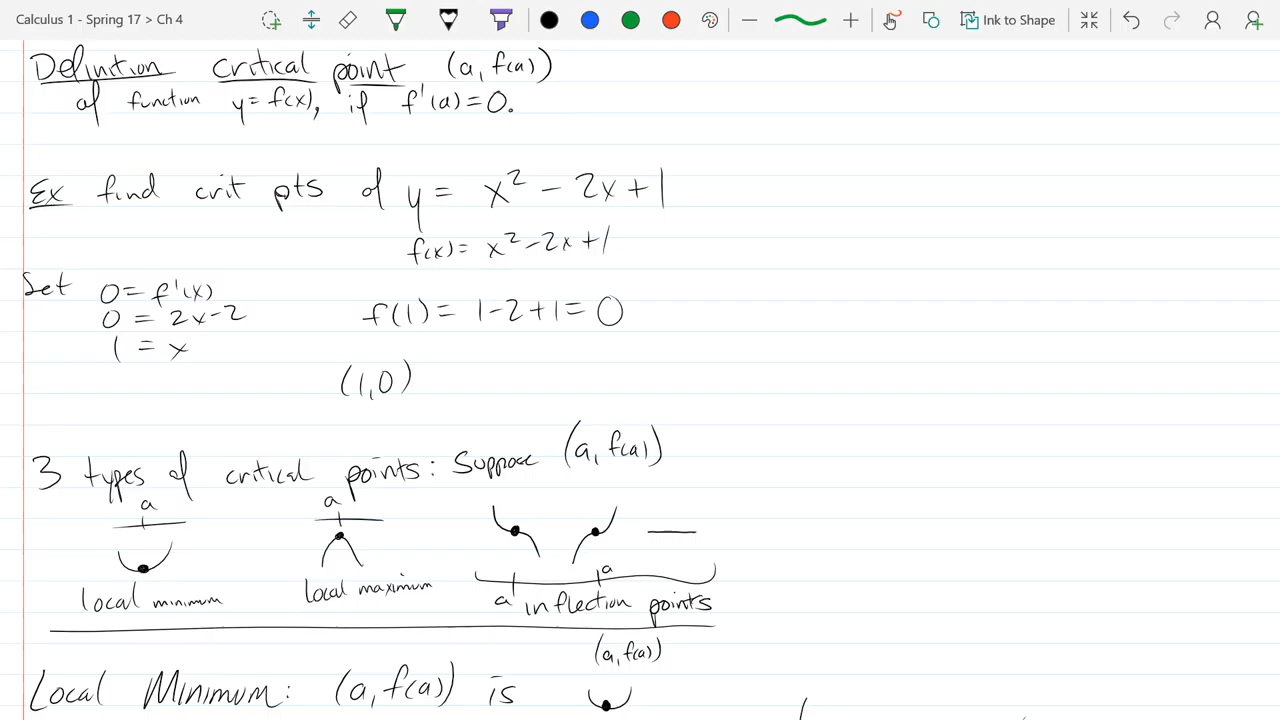 Calculus 1 - Spring 17 > Ch 4
Ink to Shape
Definition critical point (a, f(a))
of function y = f(x), if f'(a) = 0.
Ex find crit pts of y = x² - 2x + 1
f(x) = x² - 2x + 1
Set 0 = f'(x)
0 = 2x - 2
1 = x
f(1) = 1 - 2 + 1 = 0
(1, 0)
3 types of critical points: Suppose (a, f(a))
a
local minimum
a
local maximum
a
a
inflection points
(a, f(a))
Local Minimum: (a, f(a)) is